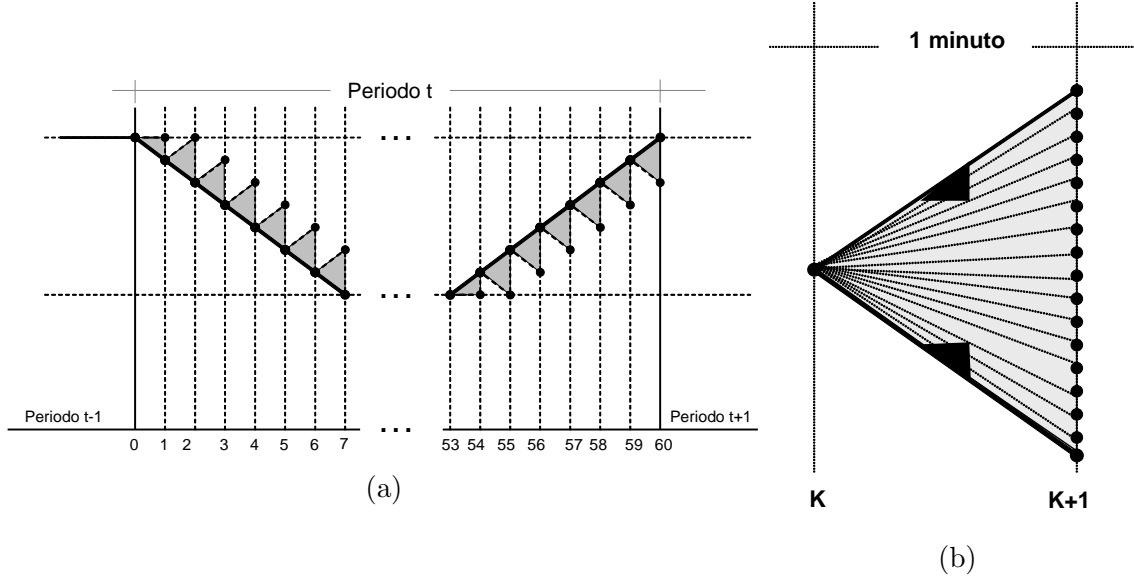 Periodo t
...
...
Periodo t-1
...
Periodo t+1
0 1 2 3 4 5 6 7 53 54 55 56 57 58 59 60
(a)
1 minuto
K K+1
(b)